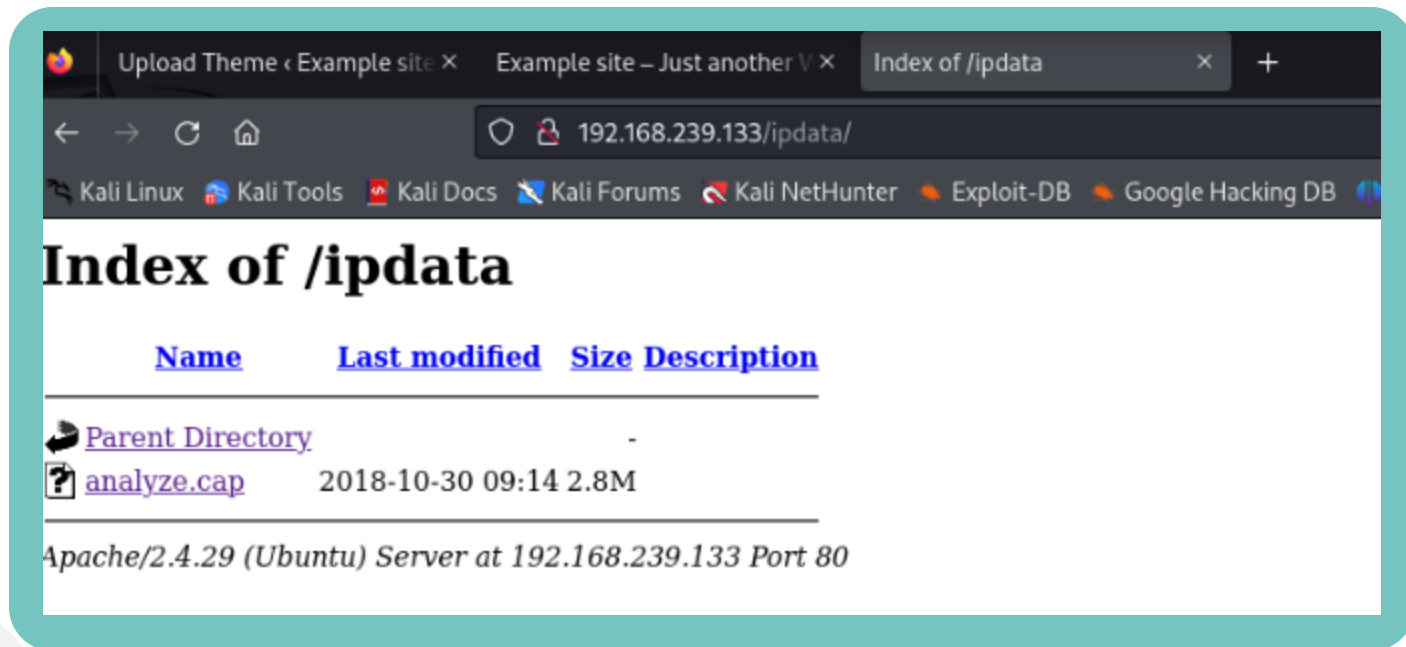 Upload Theme ‹ Example site × Example site – Just another × Index of /ipdata × +
192.168.239.133/ipdata/
Kali Linux Kali Tools Kali Docs Kali Forums Kali NetHunter Exploit-DB Google Hacking DB
Index of /ipdata
Name Last modified Size Description
Parent Directory -
analyze.cap 2018-10-30 09:14 2.8M
Apache/2.4.29 (Ubuntu) Server at 192.168.239.133 Port 80